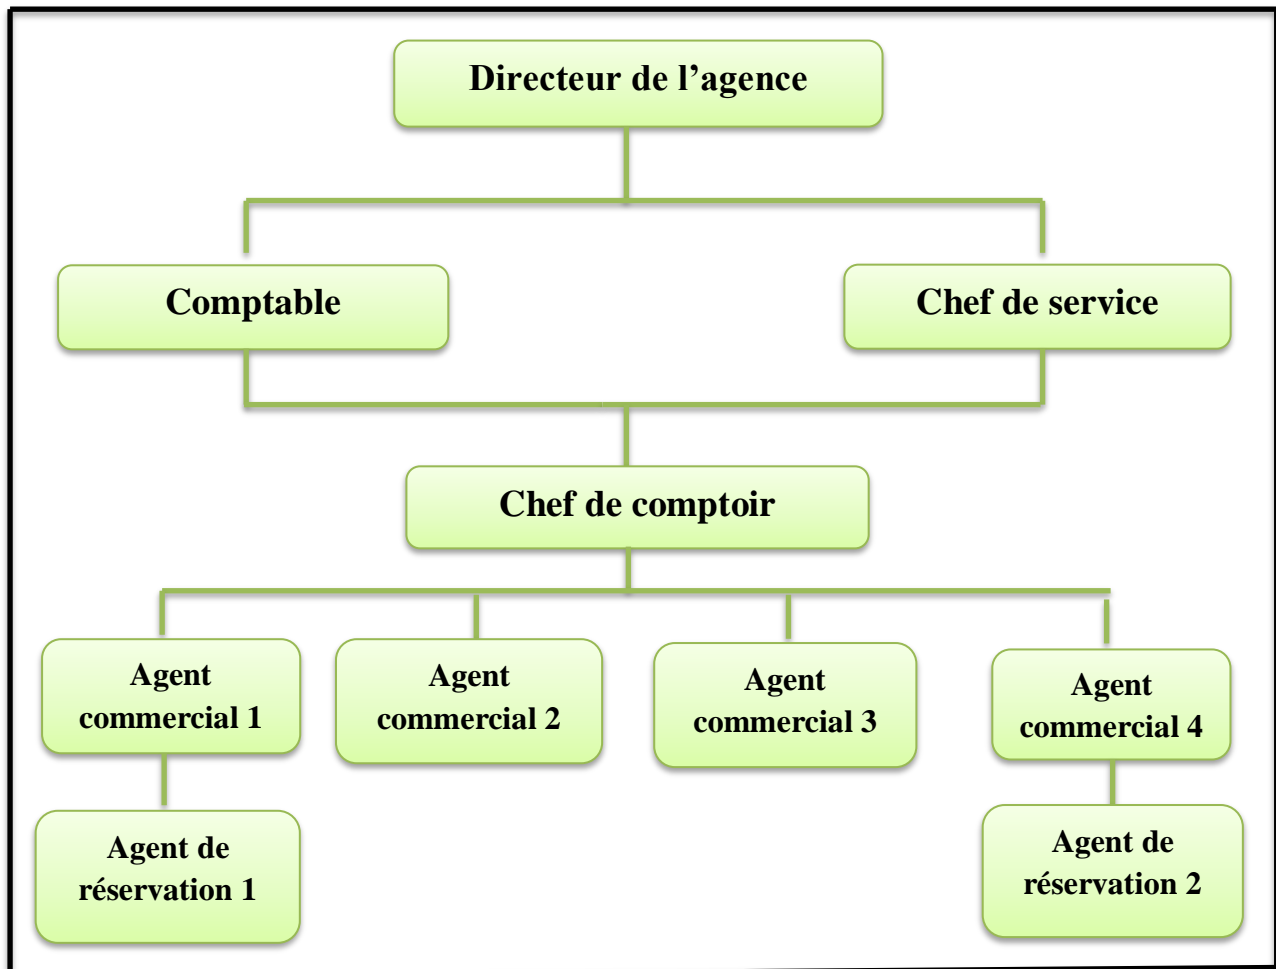 Directeur de l’agence
Comptable
Chef de service
Chef de comptoir
Agent
commercial 1
Agent
commercial 2
Agent
commercial 3
Agent
commercial 4
Agent de
réservation 1
Agent de
réservation 2